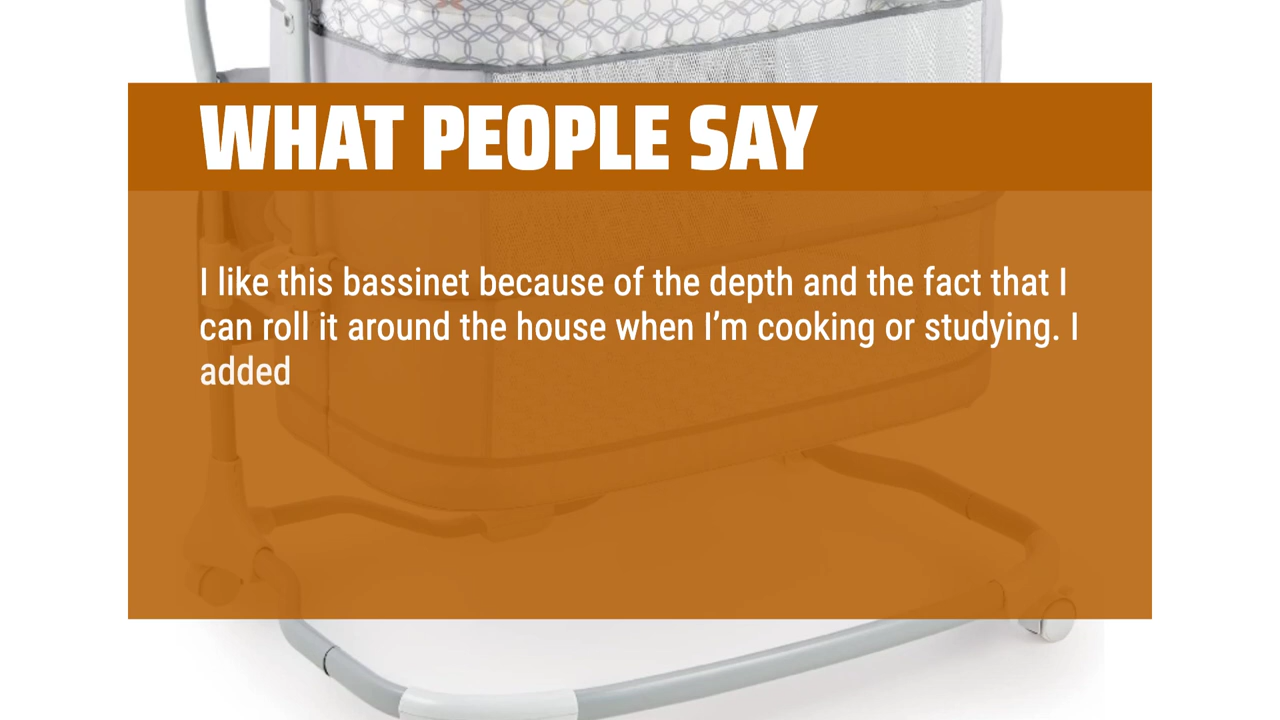 WHAT PEOPLE SAY
I like this bassinet because of the depth and the fact that I
can roll it around the house when I’m cooking or studying. I
added